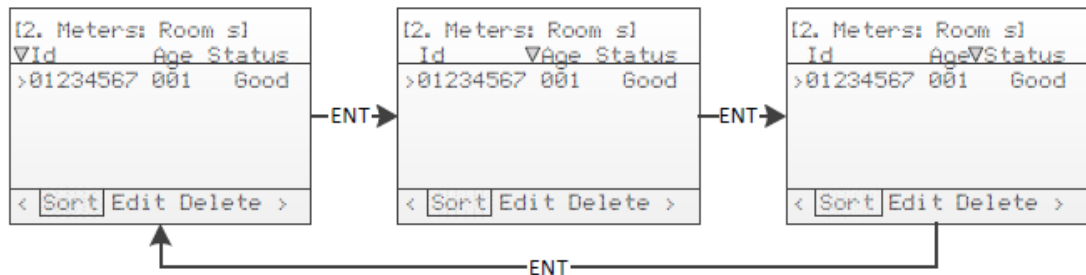 [2. Meters: Room s]
▽Id Age Status
>01234567 001 Good
< Sort Edit Delete >
ENT
[2. Meters: Room s]
Id ▽Age Status
>01234567 001 Good
< Sort Edit Delete >
ENT
[2. Meters: Room s]
Id Age▽Status
>01234567 001 Good
< Sort Edit Delete >
ENT